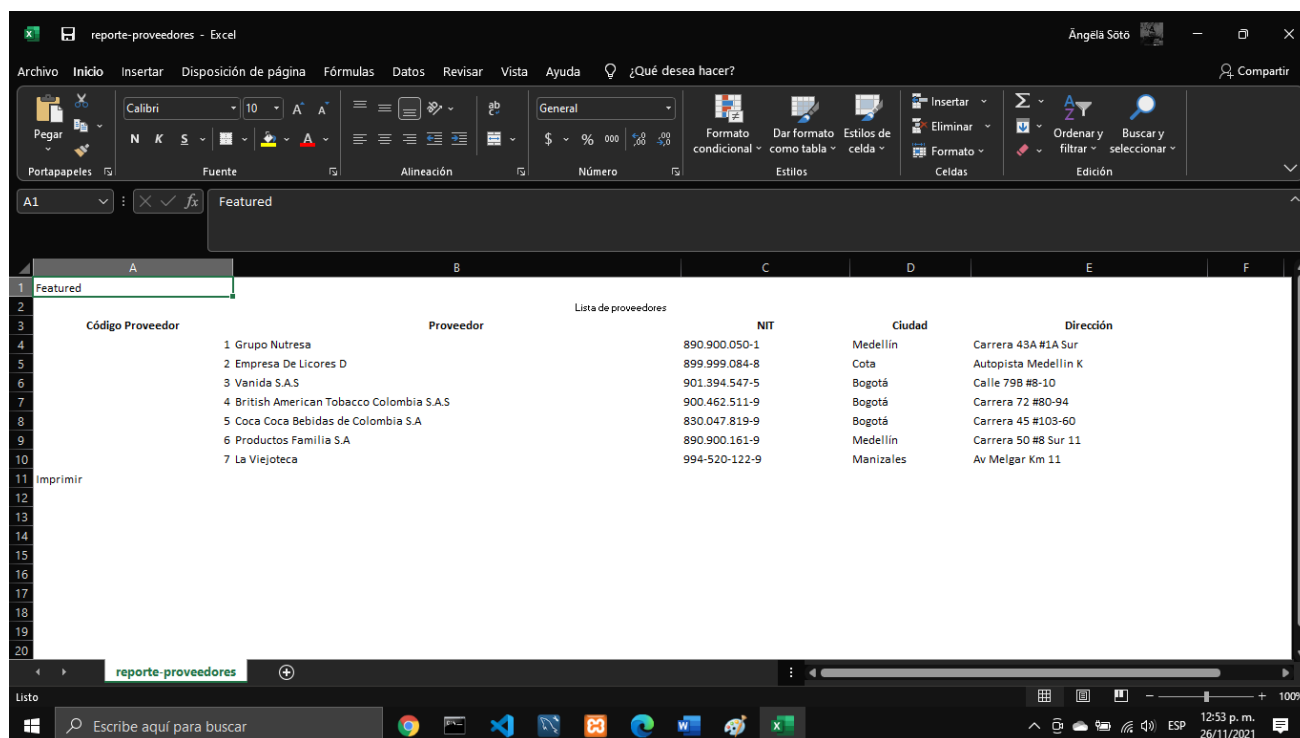 reporte-proveedores - Excel
Ángëlä Sötö
Archivo Inicio Insertar Disposición de página Fórmulas Datos Revisar Vista Ayuda ¿Qué desea hacer? Compartir
Pegar
Calibri 10 A A
N K S A
ab
General
$ % 000
Formato condicional
Dar formato como tabla
Estilos de celda
Insertar
Eliminar
Formato
Ordenar y filtrar
Buscar y seleccionar
Portapapeles Fuente Alineación Número Estilos Celdas Edición
A1 fx Featured
A B C D E F
1 Featured
2 Lista de proveedores
3 Código Proveedor Proveedor NIT Ciudad Dirección
4 1 Grupo Nutresa 890.900.050-1 Medellín Carrera 43A #1A Sur
5 2 Empresa De Licores D 899.999.084-8 Cota Autopista Medellin K
6 3 Vanida S.A.S 901.394.547-5 Bogotá Calle 79B #8-10
7 4 British American Tobacco Colombia S.A.S 900.462.511-9 Bogotá Carrera 72 #80-94
8 5 Coca Coca Bebidas de Colombia S.A 830.047.819-9 Bogotá Carrera 45 #103-60
9 6 Productos Familia S.A 890.900.161-9 Medellín Carrera 50 #8 Sur 11
10 7 La Viejoteca 994-520-122-9 Manizales Av Melgar Km 11
11 Imprimir
12
13
14
15
16
17
18
19
20
reporte-proveedores
Listo 100%
Escribe aquí para buscar
ESP
12:53 p. m.
26/11/2021